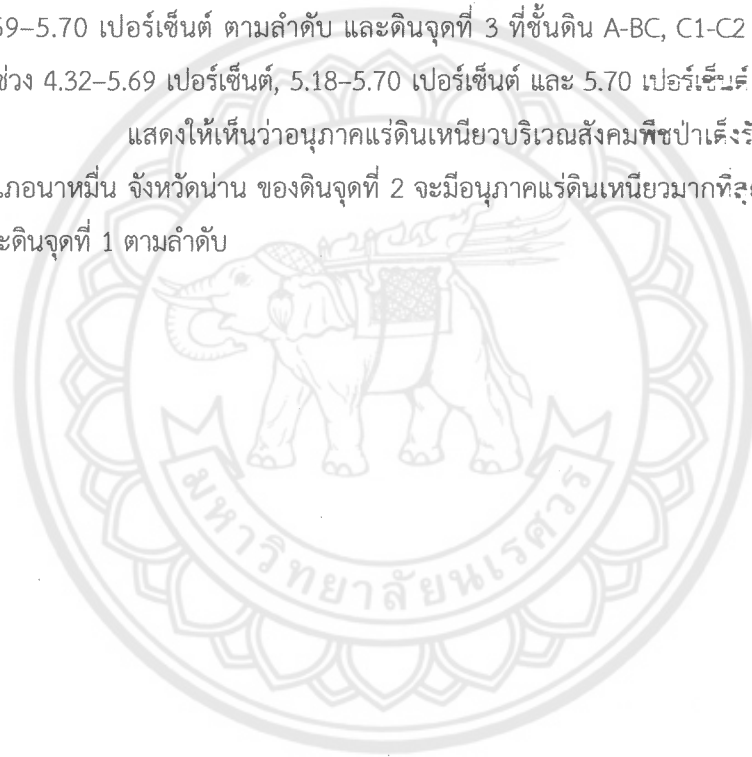 59–5.70 เปอร์เซ็นต์ ตามลำดับ และดินจุดที่ 3 ที่ชั้นดิน A-BC, C1-C2
ช่วง 4.32–5.69 เปอร์เซ็นต์, 5.18–5.70 เปอร์เซ็นต์ และ 5.70 เปอร์เซ็นต์
แสดงให้เห็นว่าอนุภาคแร่ดินเหนียวบริเวณสังคมพืชป่าเต็งรั
เภอนาหมื่น จังหวัดน่าน ของดินจุดที่ 2 จะมีอนุภาคแร่ดินเหนียวมากที่สุด
ะดินจุดที่ 1 ตามลำดับ
มหาวิทยาลัยนเรศวร